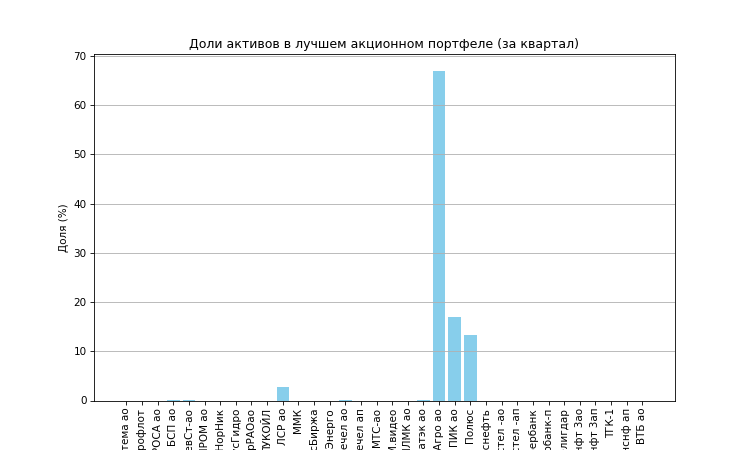 Доли активов в лучшем акционном портфеле (за квартал)
Доля (%)
70
60
50
40
30
20
10
0
тема ао
рофлот
РОСА ао
БСП ао
евСт-ао
ПРОМ ао
НорНик
сГидро
рРАОао
ЛУКОЙЛ
ЛСР ао
ММК
сБиржа
Энерго
ечел ао
ечел ап
МТС-ао
М.видео
ЛМК ао
атэк ао
Агро ао
ПИК ао
Полюс
снефть
стел -ао
стел -ап
ербанк
рбанк-п
лигдар
нфт 3ао
нфт 3ап
ТГК-1
нснф ап
ВТБ ао